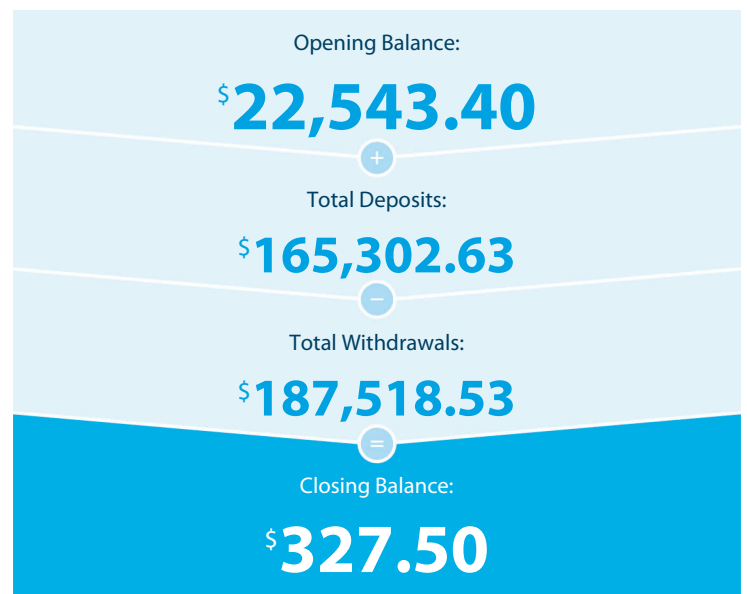 Opening Balance:
$22,543.40
+
Total Deposits:
$165,302.63
−
Total Withdrawals:
$187,518.53
=
Closing Balance:
$327.50